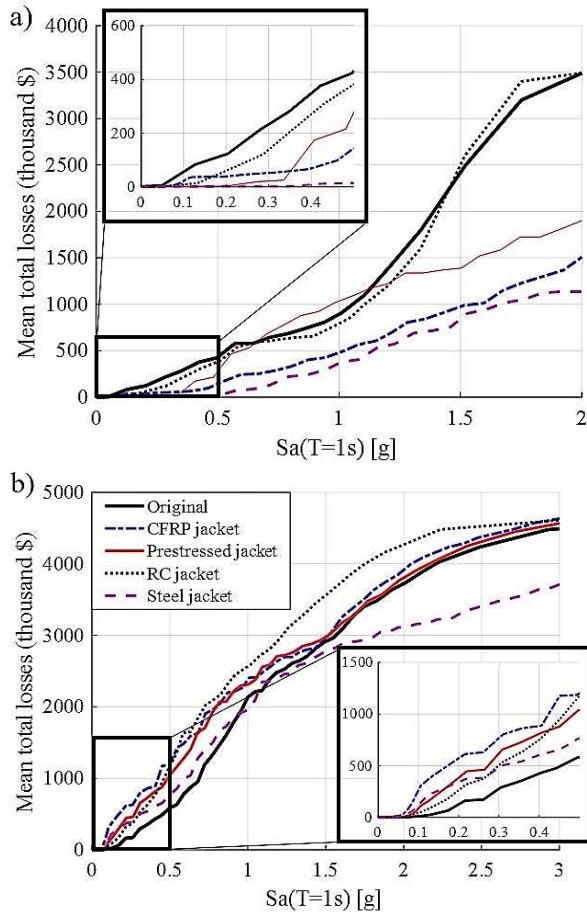 a)
Mean total losses (thousand $)
4000
3500
3000
2500
2000
1500
1000
500
0
600
400
200
0
0 0.1 0.2 0.3 0.4
0 0.5 1 1.5 2
Sa(T=1s) [g]
b)
Mean total losses (thousand $)
5000
4000
3000
2000
1000
0
Original
CFRP jacket
Prestressed jacket
RC jacket
Steel jacket
1500
1000
500
0
0 0.1 0.2 0.3 0.4
0 0.5 1 1.5 2 2.5 3
Sa(T=1s) [g]